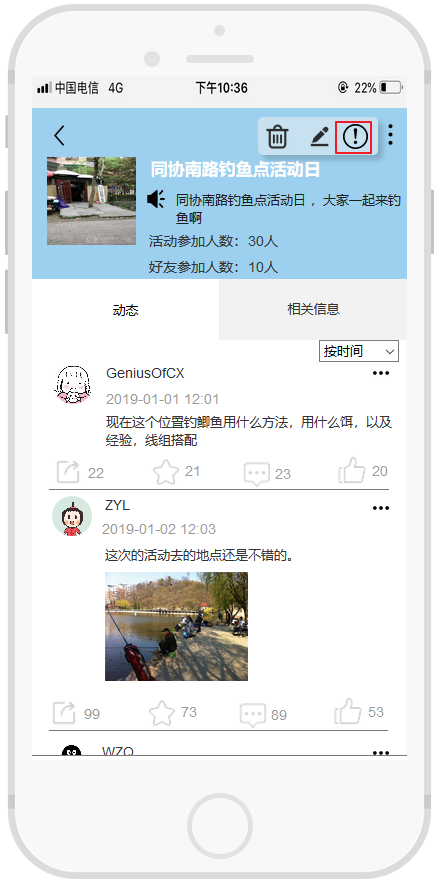 中国电信 4G 下午10:36 22%
同协南路钓鱼点活动日
同协南路钓鱼点活动日 ，大家一起来钓
鱼啊
活动参加人数：30人
好友参加人数：10人
动态 相关信息
按时间
GeniusOfCX
2019-01-01 12:01
现在这个位置钓鲫鱼用什么方法，用什么饵，以及
经验，线组搭配
22 21 23 20
ZYL
2019-01-02 12:03
这次的活动去的地点还是不错的。
99 73 89 53
WZQ